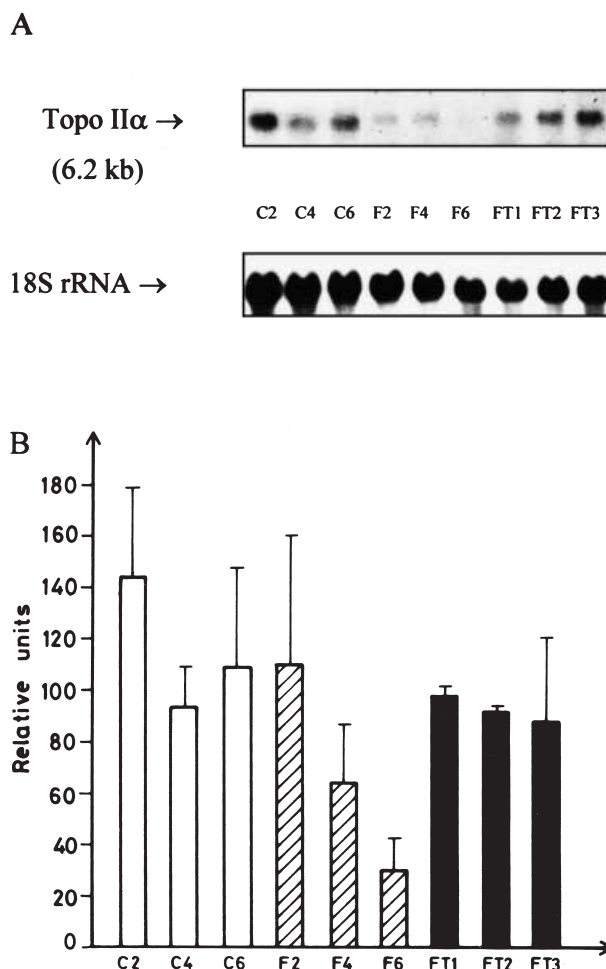 A
Topo IIα →
(6.2 kb)
C2 C4 C6 F2 F4 F6 FT1 FT2 FT3
18S rRNA →
B
Relative units
180
160
140
120
100
80
60
40
20
0
C2 C4 C6 F2 F4 F6 FT1 FT2 FT3